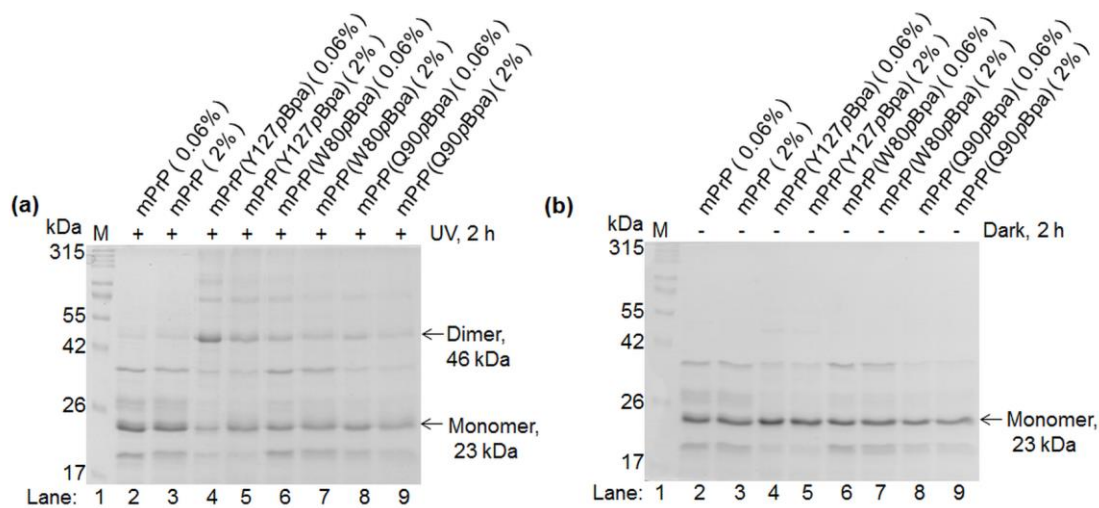 (a)
mPrP ( 0.06% )
mPrP ( 2% )
mPrP(Y127pBpa) ( 0.06% )
mPrP(Y127pBpa) ( 2% )
mPrP(W80pBpa) ( 0.06% )
mPrP(W80pBpa) ( 2% )
mPrP(Q90pBpa) ( 0.06% )
mPrP(Q90pBpa) ( 2% )
kDa M + + + + + + + + UV, 2 h
315
55
42
26
17
Dimer,
46 kDa
Monomer,
23 kDa
Lane: 1 2 3 4 5 6 7 8 9
(b)
mPrP ( 0.06% )
mPrP ( 2% )
mPrP(Y127pBpa) ( 0.06% )
mPrP(Y127pBpa) ( 2% )
mPrP(W80pBpa) ( 0.06% )
mPrP(W80pBpa) ( 2% )
mPrP(Q90pBpa) ( 0.06% )
mPrP(Q90pBpa) ( 2% )
kDa M - - - - - - - - Dark, 2 h
315
55
42
26
17
Monomer,
23 kDa
Lane: 1 2 3 4 5 6 7 8 9